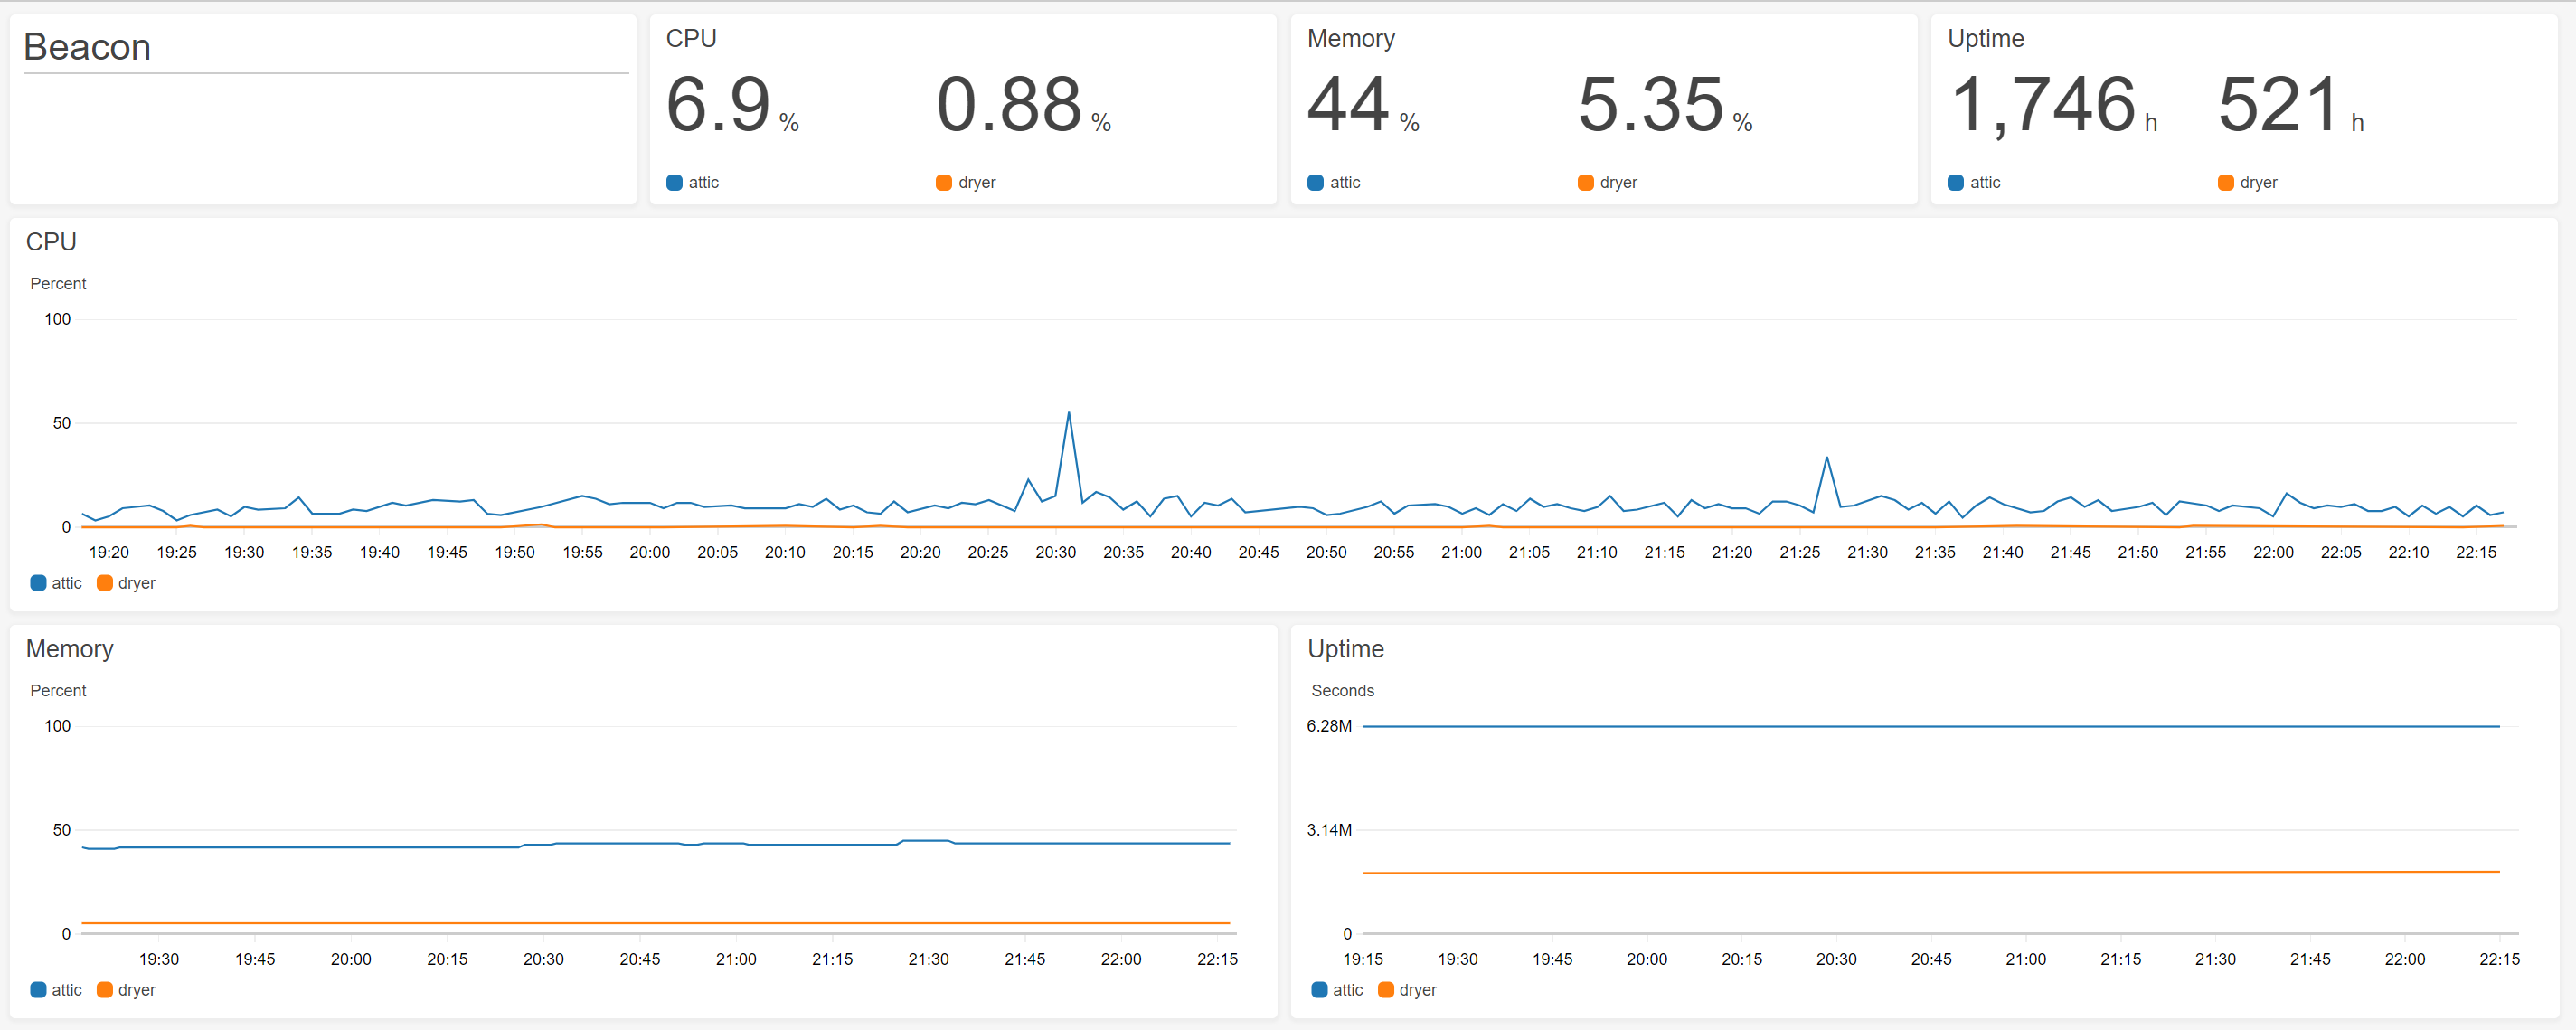 Beacon
CPU
6.9 % 0.88 %
attic dryer
Memory
44 % 5.35 %
attic dryer
Uptime
1,746 h 521 h
attic dryer
CPU
Percent
100
50
0
19:20 19:25 19:30 19:35 19:40 19:45 19:50 19:55 20:00 20:05 20:10 20:15 20:20 20:25 20:30 20:35 20:40 20:45 20:50 20:55 21:00 21:05 21:10 21:15 21:20 21:25 21:30 21:35 21:40 21:45 21:50 21:55 22:00 22:05 22:10 22:15
attic dryer
Memory
Percent
100
50
0
19:30 19:45 20:00 20:15 20:30 20:45 21:00 21:15 21:30 21:45 22:00 22:15
attic dryer
Uptime
Seconds
6.28M
3.14M
0
19:15 19:30 19:45 20:00 20:15 20:30 20:45 21:00 21:15 21:30 21:45 22:00 22:15
attic dryer